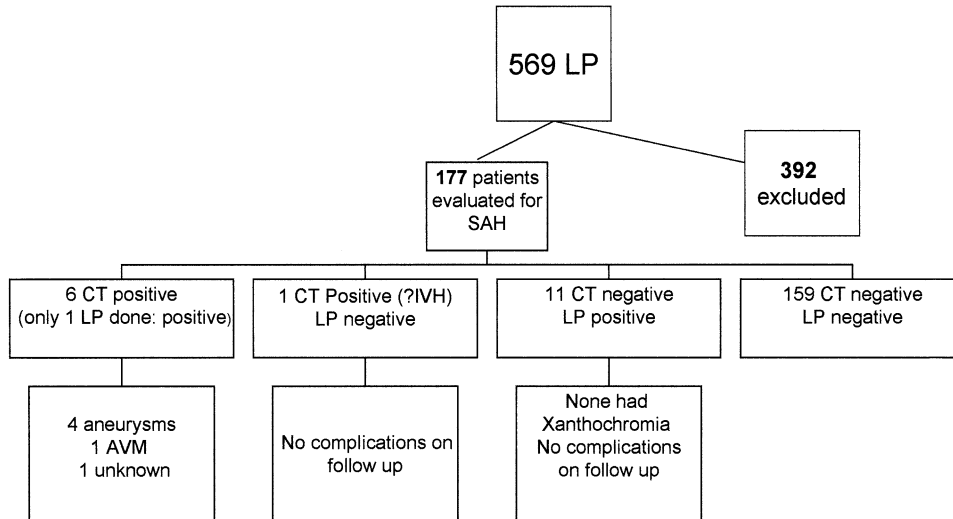 569 LP
177 patients
evaluated for
SAH
392
excluded
6 CT positive
(only 1 LP done: positive)
1 CT Positive (?IVH)
LP negative
11 CT negative
LP positive
159 CT negative
LP negative
4 aneurysms
1 AVM
1 unknown
No complications on
follow up
None had
Xanthochromia
No complications
on follow up